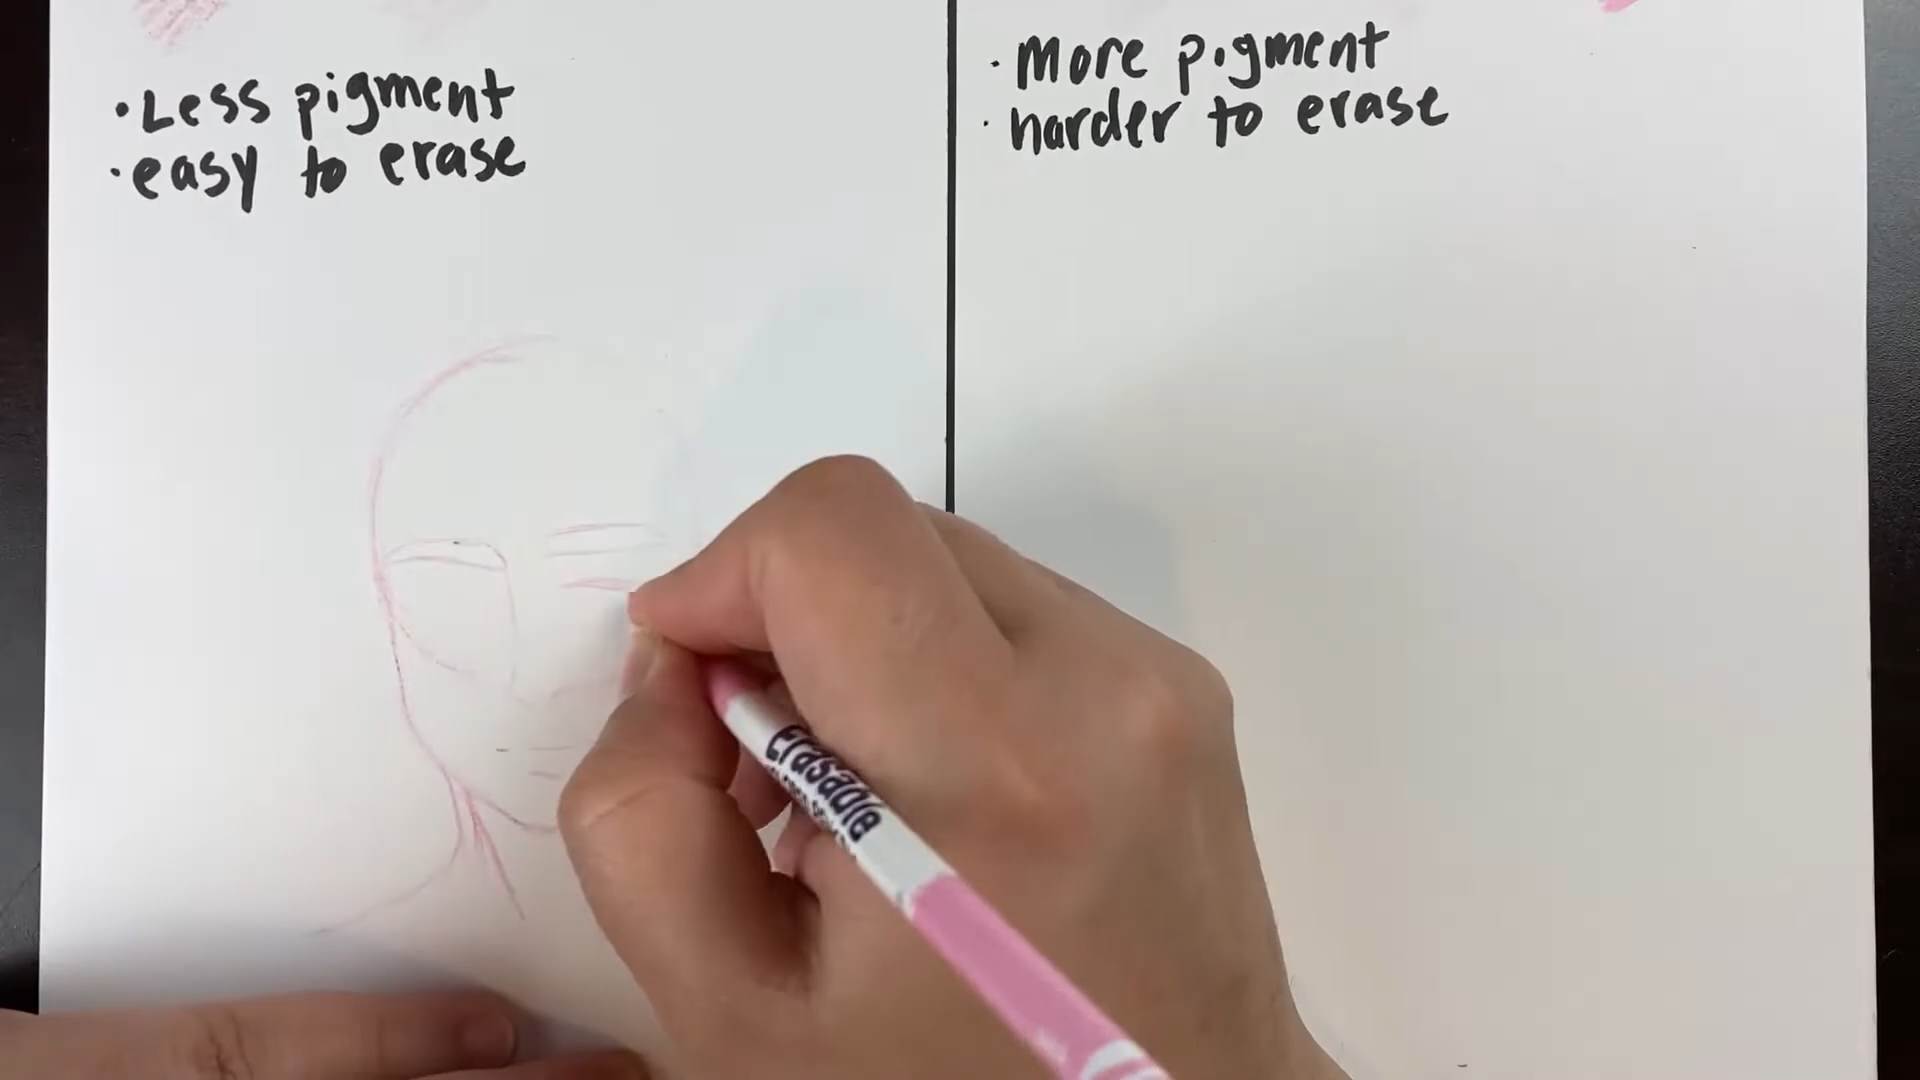 • Less pigment
• easy to erase
• More pigment
• harder to erase
Erasable